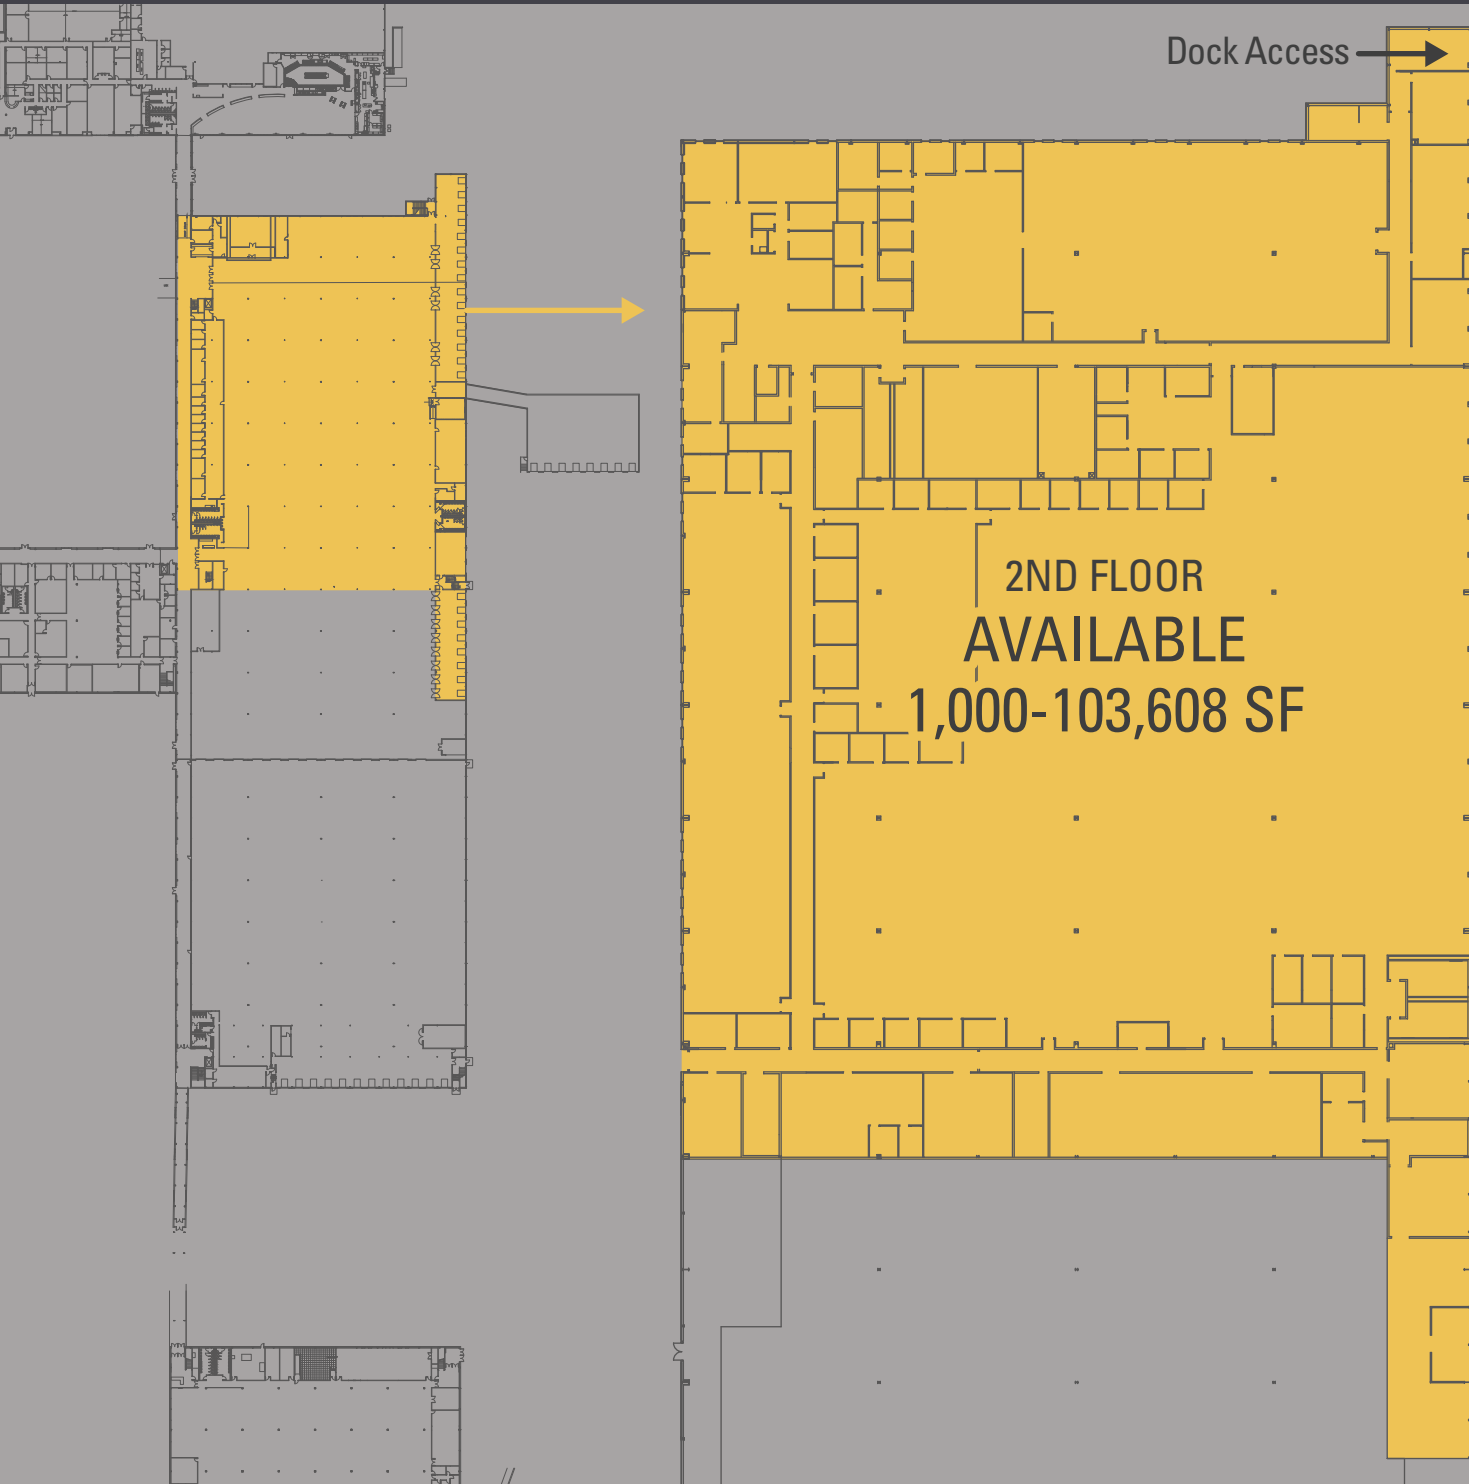 Dock Access
2ND FLOOR
AVAILABLE
1,000-103,608 SF